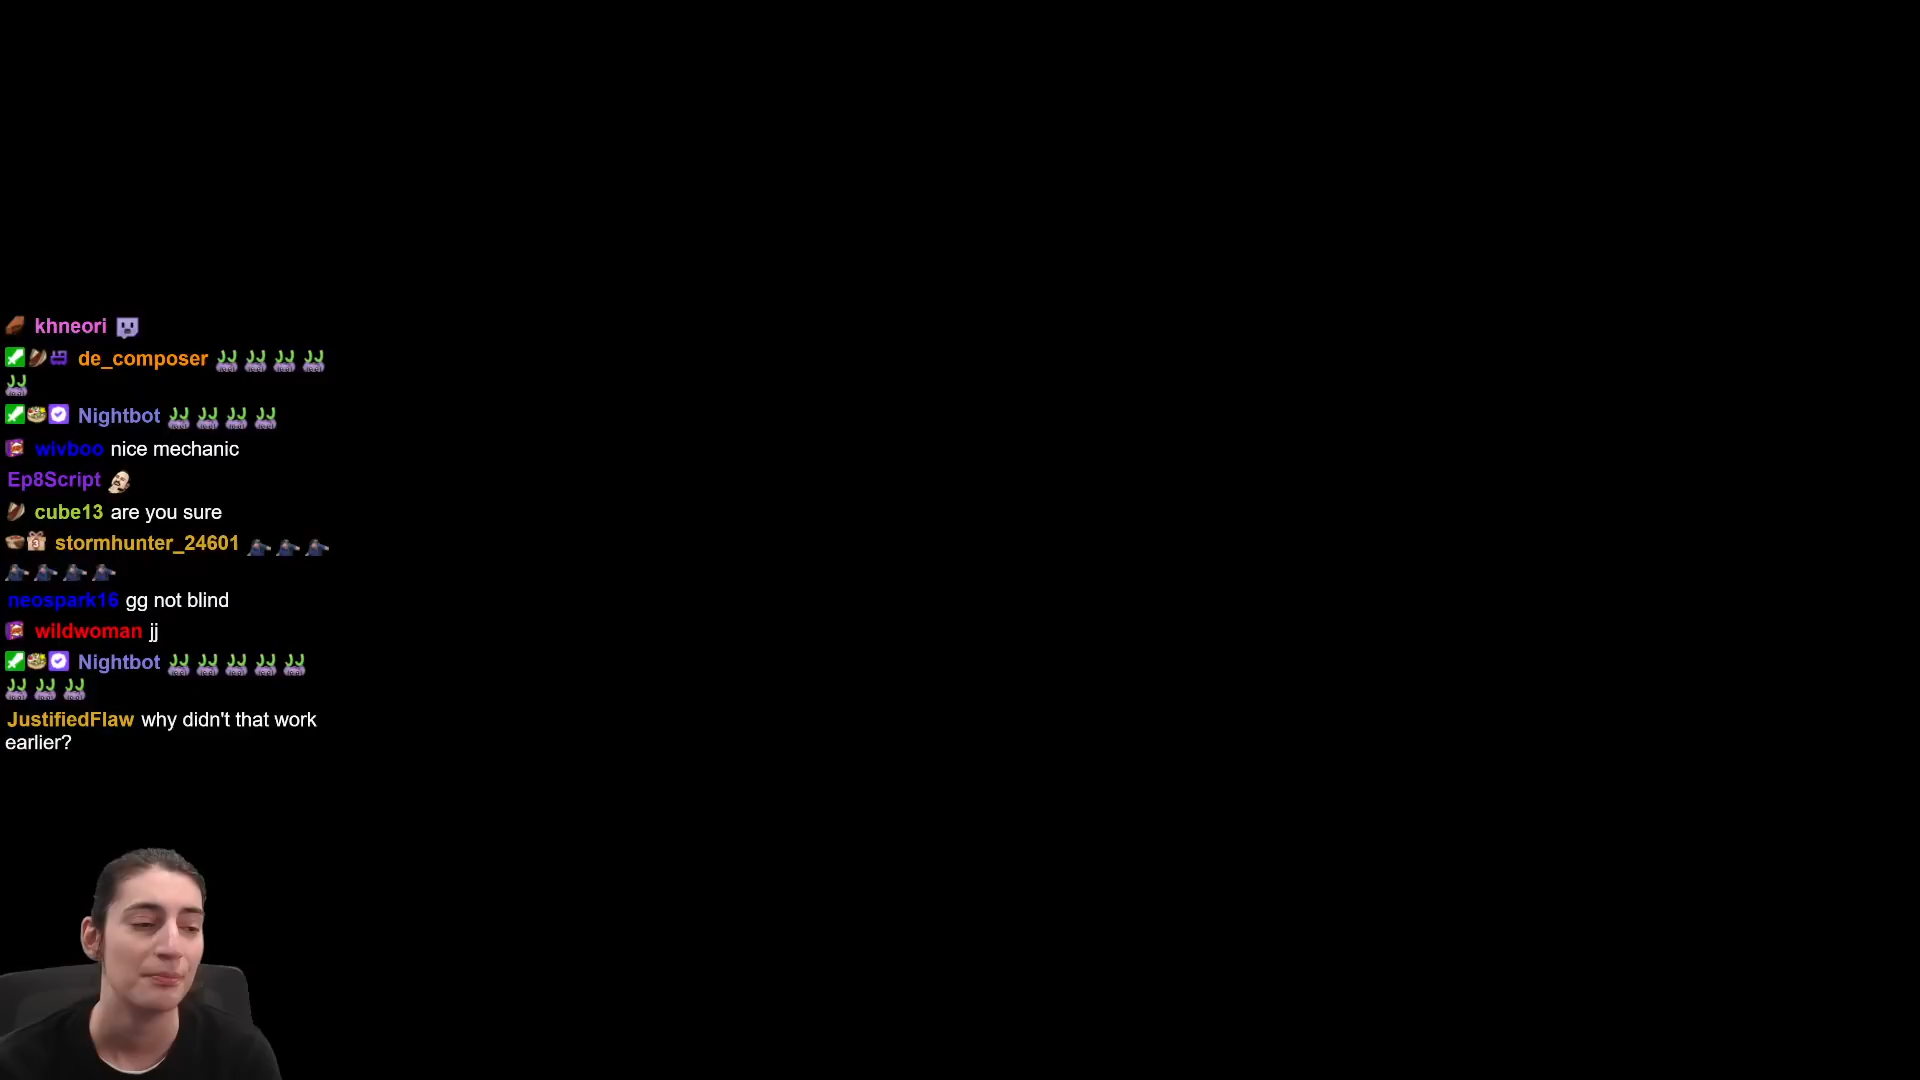 khneori
de_composer
Nightbot
wivboo nice mechanic
Ep8Script
cube13 are you sure
stormhunter_24601
neospark16 gg not blind
wildwoman jj
Nightbot
JustifiedFlaw why didn't that work
earlier?